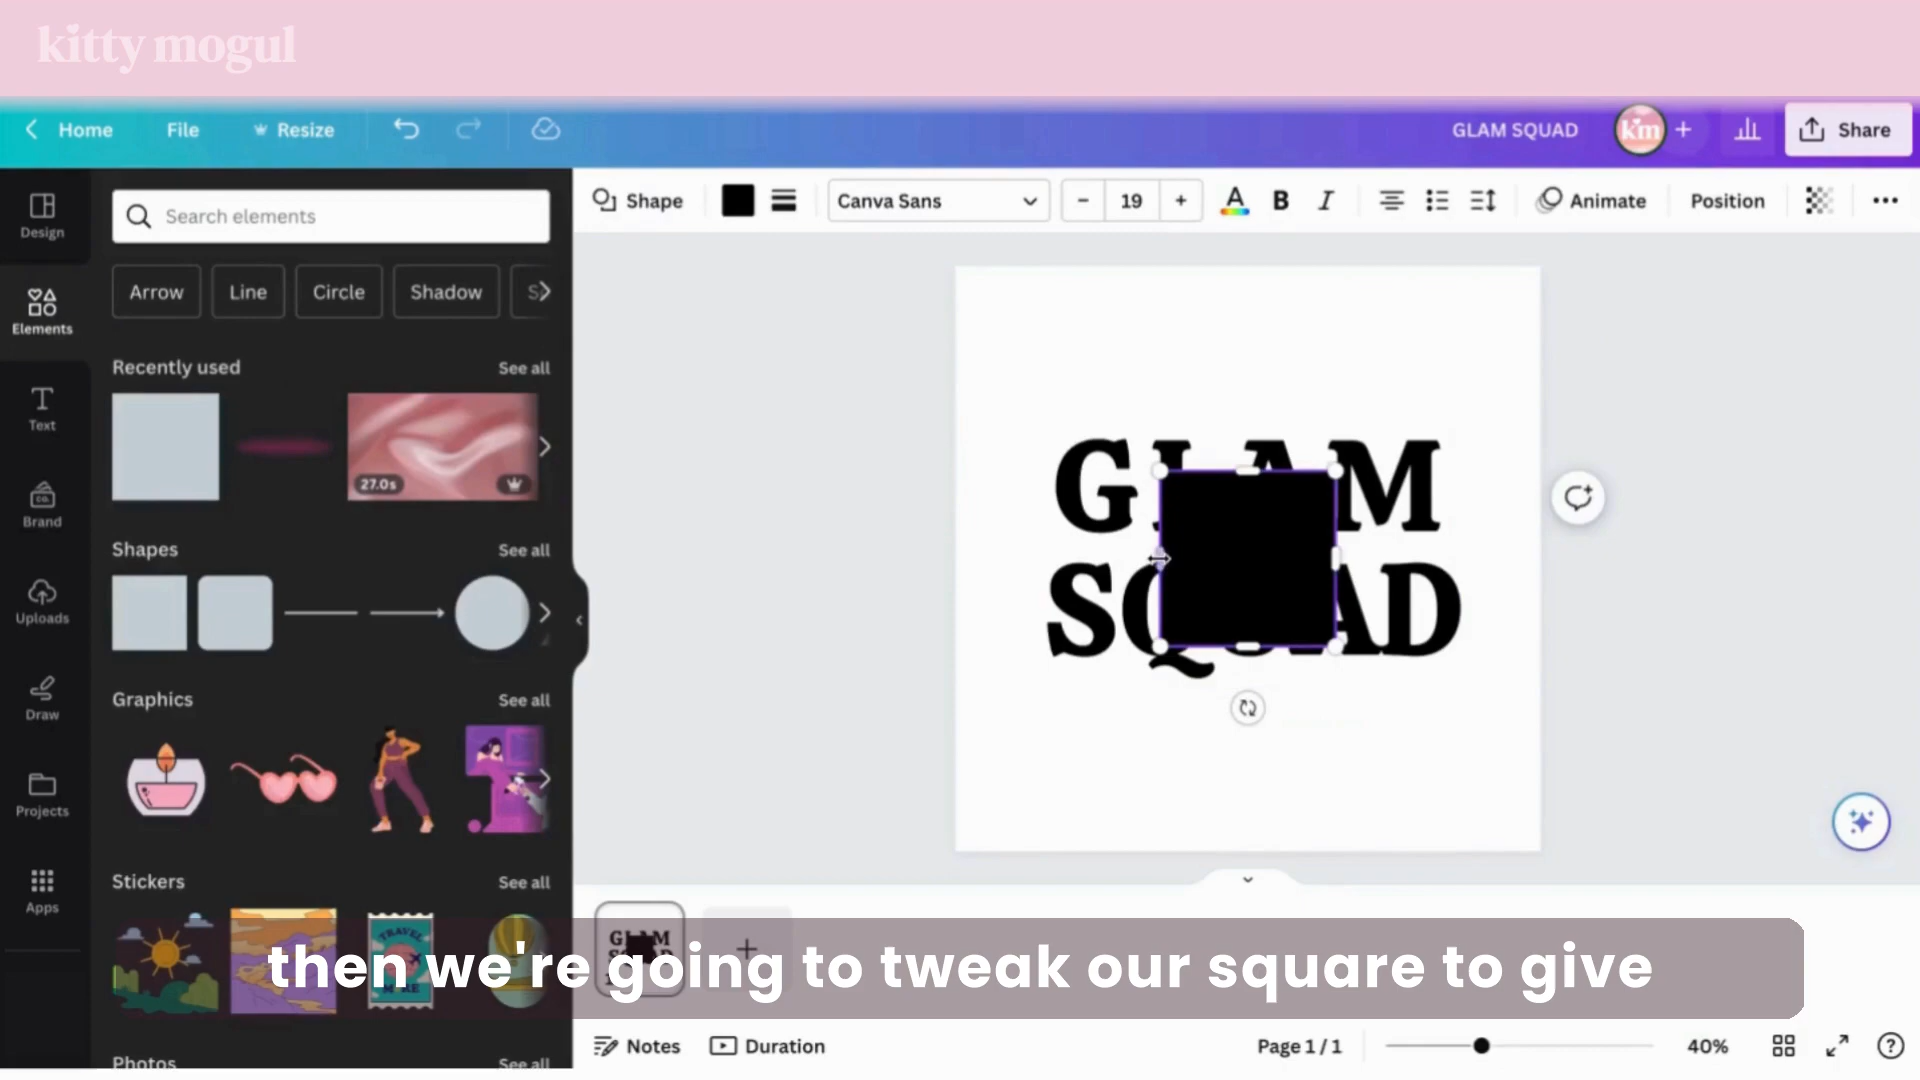 kitty mogul
Home File Resize GLAM SQUAD km + Share
Design
Elements
Text
Brand
Uploads
Draw
Projects
Apps
Search elements
Arrow Line Circle Shadow
Recently used See all
27.0s
Shapes See all
Graphics See all
Stickers See all
TRAVEL
Photos See all
Shape Canva Sans - 19 + A B I Animate Position
GLAM
SQUAD
then we're going to tweak our square to give
Notes Duration Page 1 / 1 40%